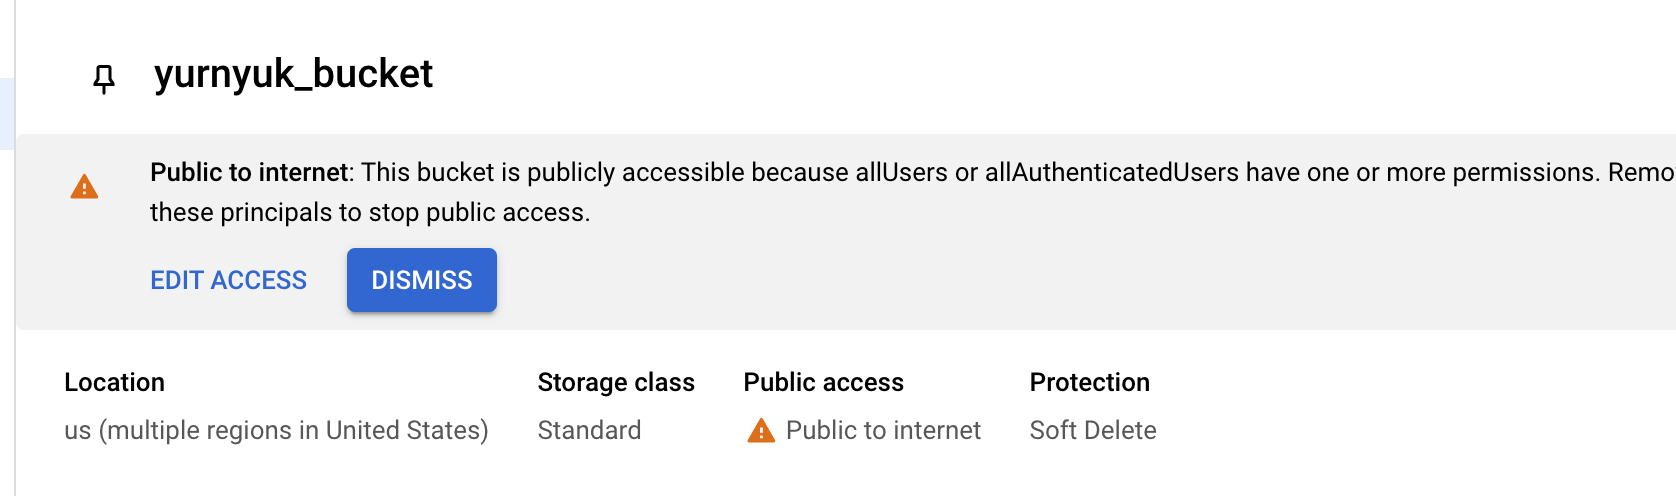 yurnyuk_bucket
Public to internet: This bucket is publicly accessible because allUsers or allAuthenticatedUsers have one or more permissions.
these principals to stop public access.
EDIT ACCESS DISMISS
Location Storage class Public access Protection
us (multiple regions in United States) Standard Public to internet Soft Delete